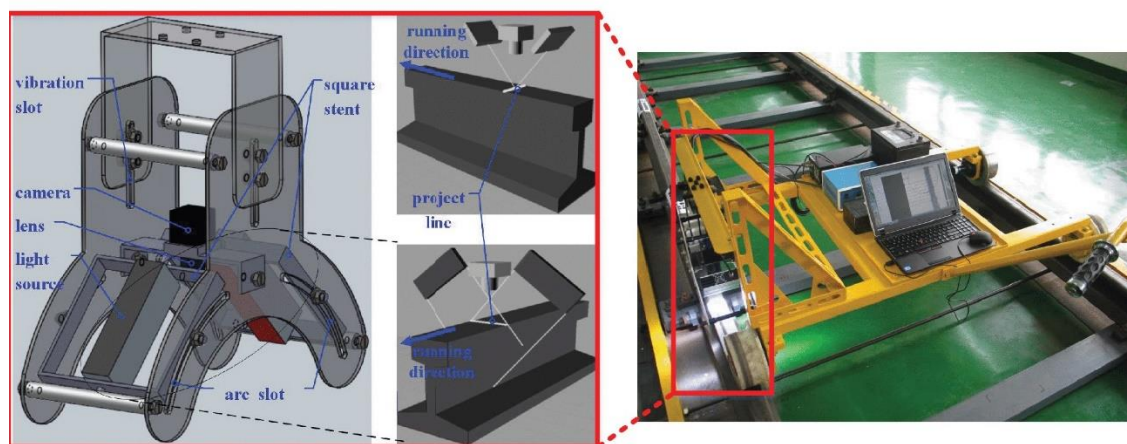 vibration
slot
camera
lens
light
source
square
stent
arc slot
running
direction
project
line
running
direction